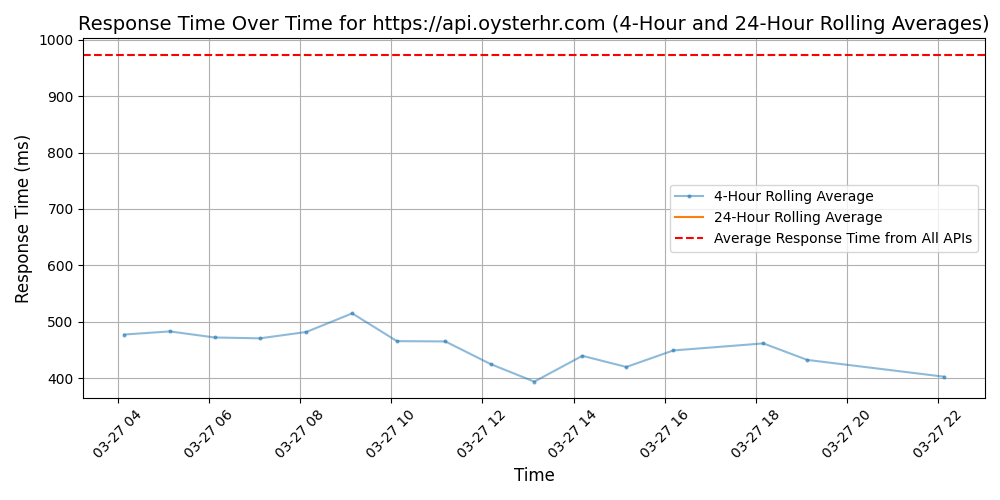 Response Time Over Time for https://api.oysterhr.com (4-Hour and 24-Hour Rolling Averages)
1000
900
800
700
600
500
400
Response Time (ms)
4-Hour Rolling Average
24-Hour Rolling Average
Average Response Time from All APIs
03-27 04
03-27 06
03-27 08
03-27 10
03-27 12
03-27 14
03-27 16
03-27 18
03-27 20
03-27 22
Time